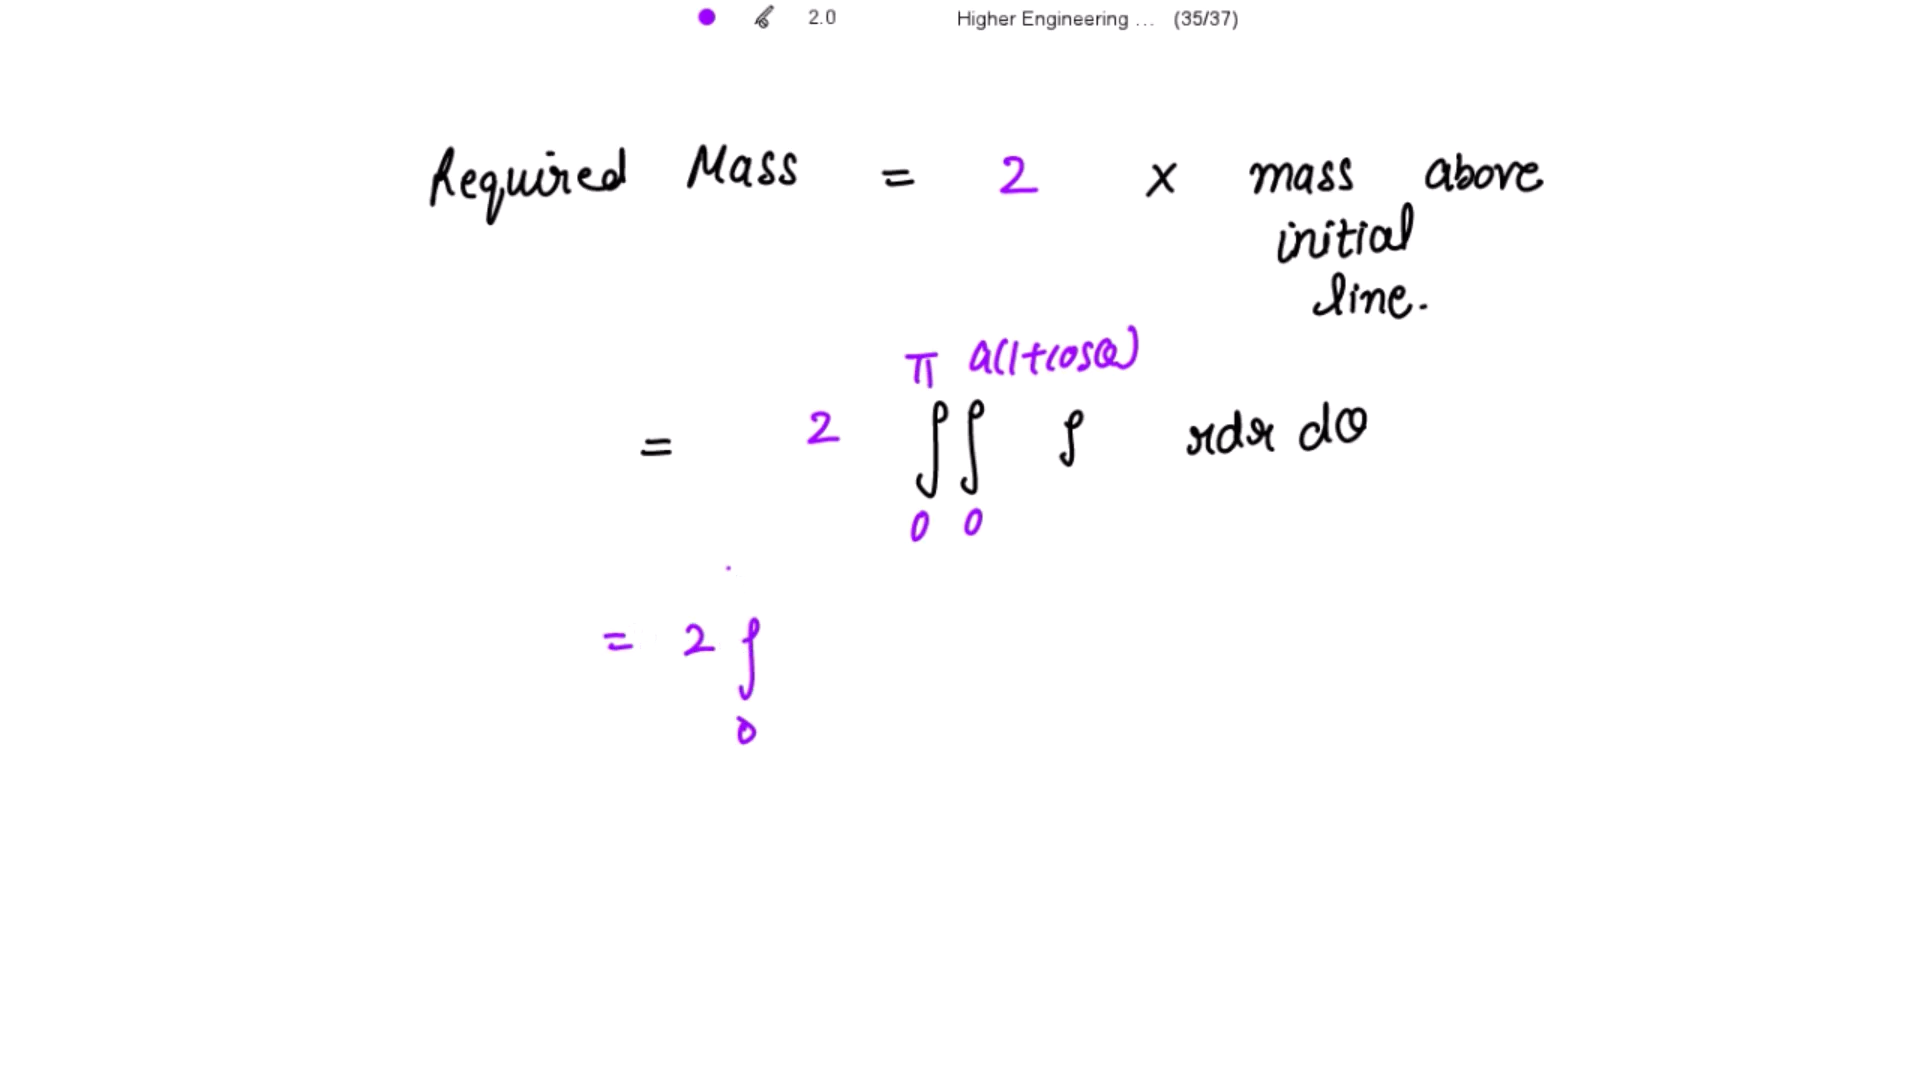 2.0 Higher Engineering ... (35/37)
Required Mass = 2 x mass above
initial
line.
π a(1+cosθ)
= 2 ∫∫ ρ rdr dθ
0 0
= 2 ∫
0